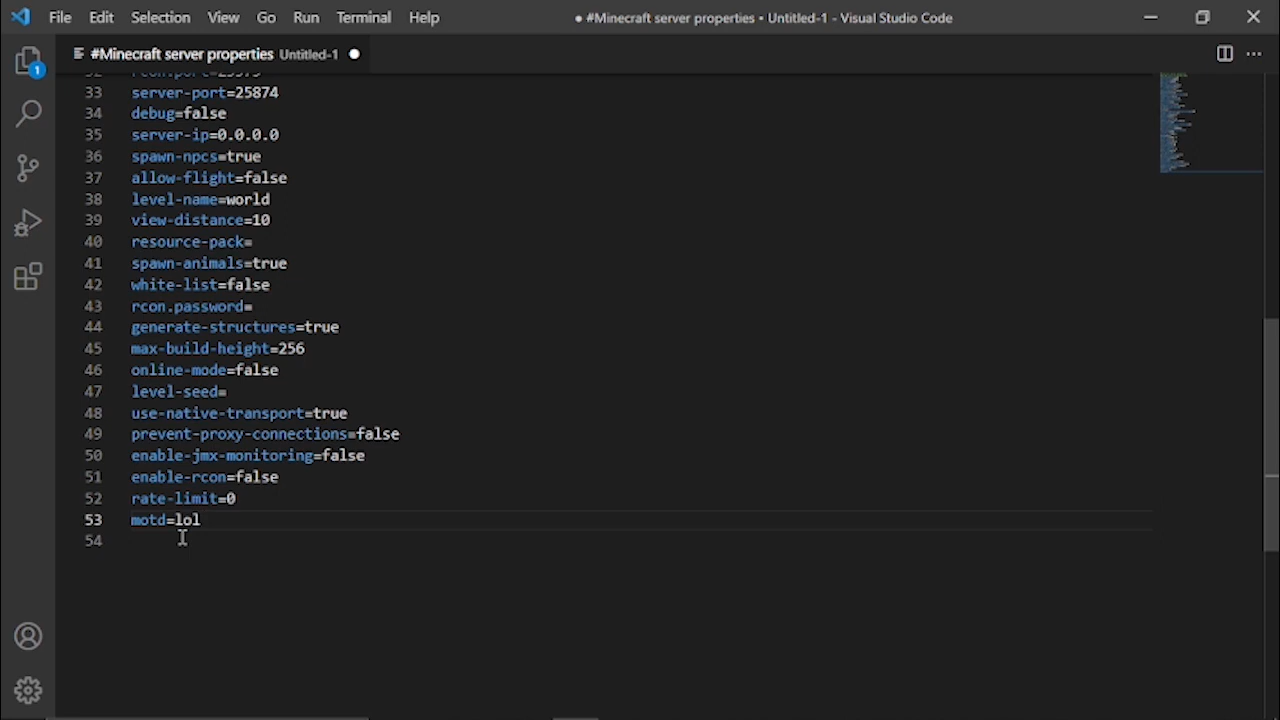 File Edit Selection View Go Run Terminal Help
● #Minecraft server properties • Untitled-1 - Visual Studio Code
#Minecraft server properties Untitled-1 ●
1
33 server-port=25874
34 debug=false
35 server-ip=0.0.0.0
36 spawn-npcs=true
37 allow-flight=false
38 level-name=world
39 view-distance=10
40 resource-pack=
41 spawn-animals=true
42 white-list=false
43 rcon.password=
44 generate-structures=true
45 max-build-height=256
46 online-mode=false
47 level-seed=
48 use-native-transport=true
49 prevent-proxy-connections=false
50 enable-jmx-monitoring=false
51 enable-rcon=false
52 rate-limit=0
53 motd=lol
54